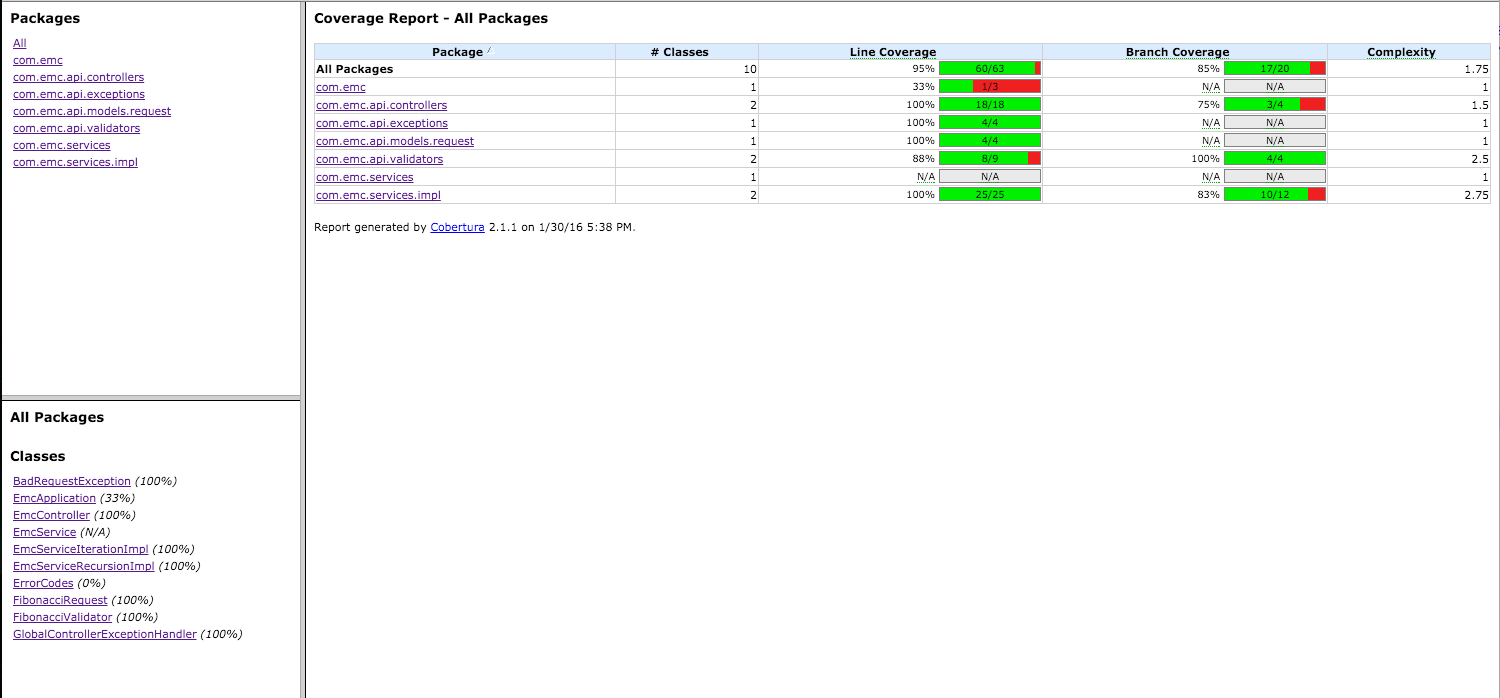 Packages
All
com.emc
com.emc.api.controllers
com.emc.api.exceptions
com.emc.api.models.request
com.emc.api.validators
com.emc.services
com.emc.services.impl
All Packages
Classes
BadRequestException (100%)
EmcApplication (33%)
EmcController (100%)
EmcService (N/A)
EmcServiceIterationImpl (100%)
EmcServiceRecursionImpl (100%)
ErrorCodes (0%)
FibonacciRequest (100%)
FibonacciValidator (100%)
GlobalControllerExceptionHandler (100%)
Coverage Report - All Packages
Package # Classes Line Coverage Branch Coverage Complexity
All Packages 10 95% 60/63 85% 17/20 1.75
com.emc 1 33% 1/3 N/A N/A 1
com.emc.api.controllers 2 100% 18/18 75% 3/4 1.5
com.emc.api.exceptions 1 100% 4/4 N/A N/A 1
com.emc.api.models.request 1 100% 4/4 N/A N/A 1
com.emc.api.validators 2 88% 8/9 100% 4/4 2.5
com.emc.services 1 N/A N/A N/A N/A 1
com.emc.services.impl 2 100% 25/25 83% 10/12 2.75
Report generated by Cobertura 2.1.1 on 1/30/16 5:38 PM.